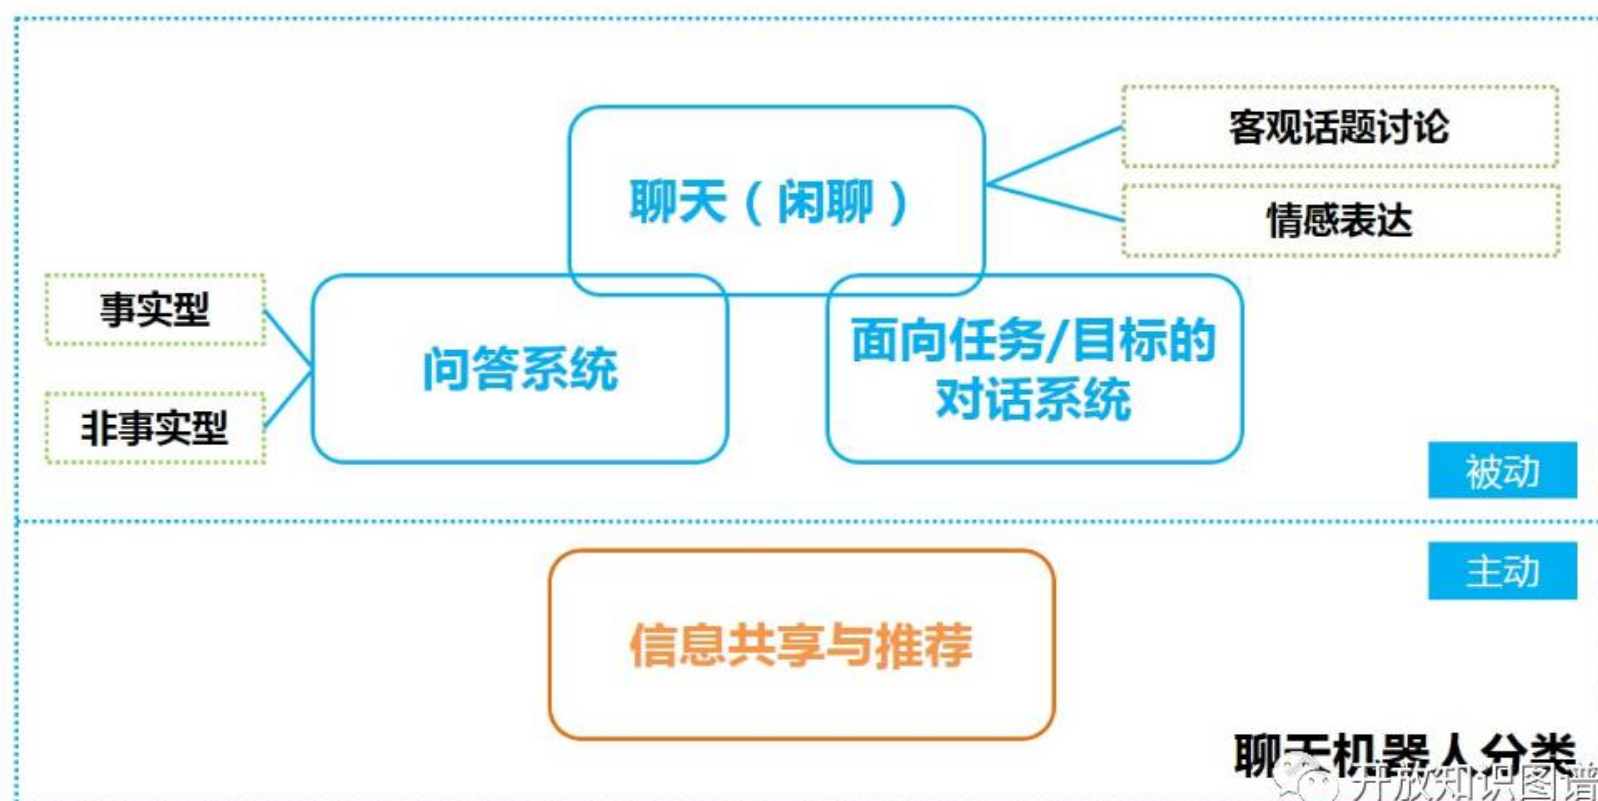 客观话题讨论
聊天（闲聊）
情感表达
事实型
问答系统
面向任务/目标的
对话系统
非事实型
被动
主动
信息共享与推荐
聊天机器人分类
开放知识图谱